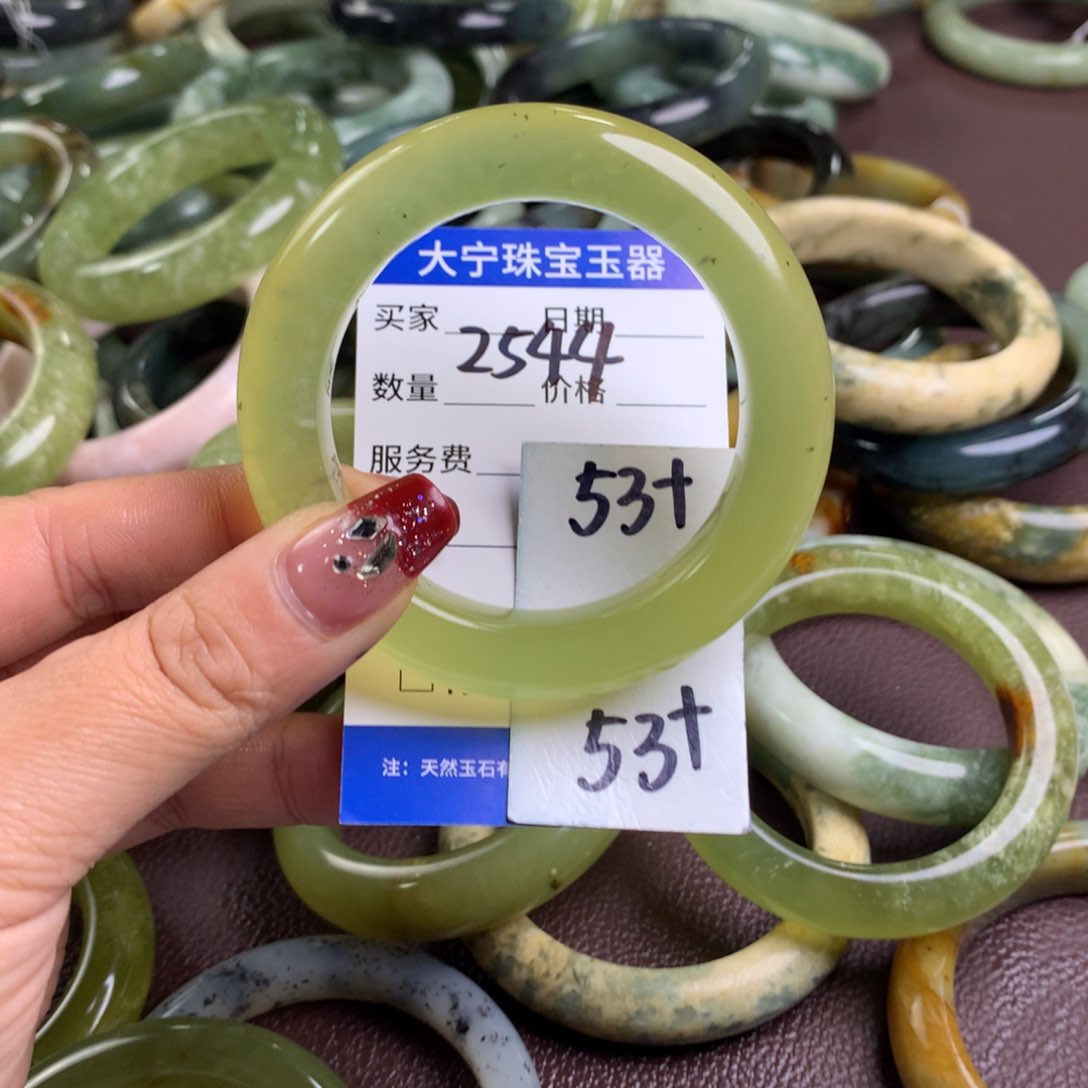 大宁珠宝玉器
买家 日期
2544
数量 价格
服务费
53+
53+
注：天然玉石有